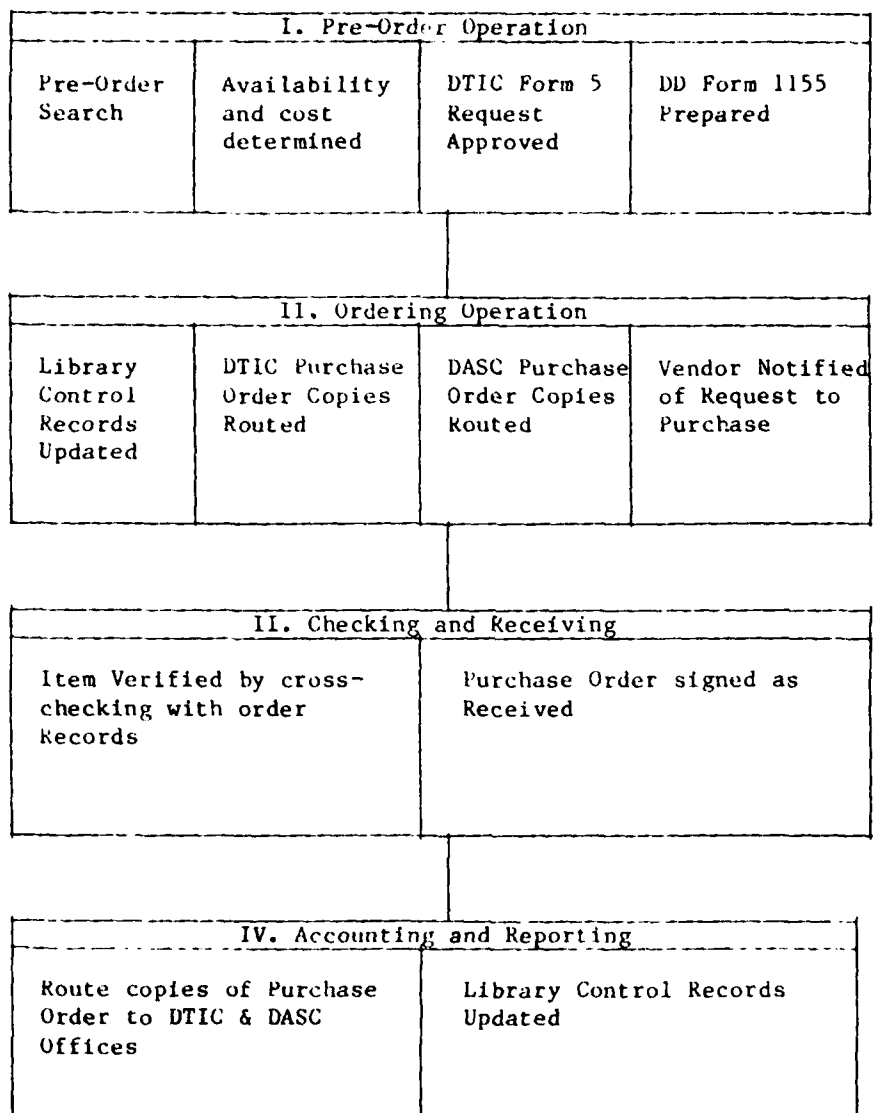 I. Pre-Order Operation
Pre-Order
Search
Availability
and cost
determined
DTIC Form 5
Request
Approved
DD Form 1155
Prepared
II. Ordering Operation
Library
Control
Records
Updated
DTIC Purchase
Order Copies
Routed
DASC Purchase
Order Copies
Routed
Vendor Notified
of Request to
Purchase
II. Checking and Receiving
Item Verified by cross-
checking with order
Records
Purchase Order signed as
Received
IV. Accounting and Reporting
Route copies of Purchase
Order to DTIC & DASC
Offices
Library Control Records
Updated